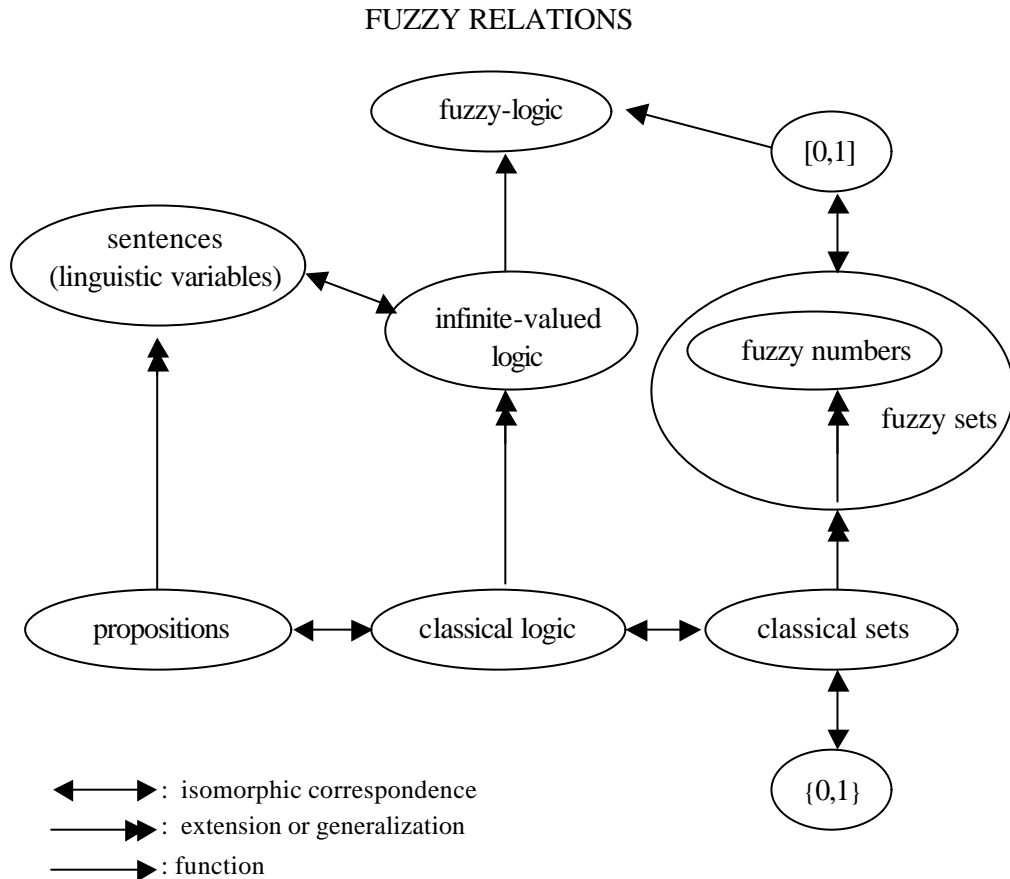 FUZZY RELATIONS
fuzzy-logic
[0,1]
sentences
(linguistic variables)
infinite-valued
logic
fuzzy numbers
fuzzy sets
propositions
classical logic
classical sets
{0,1}
: isomorphic correspondence
: extension or generalization
: function